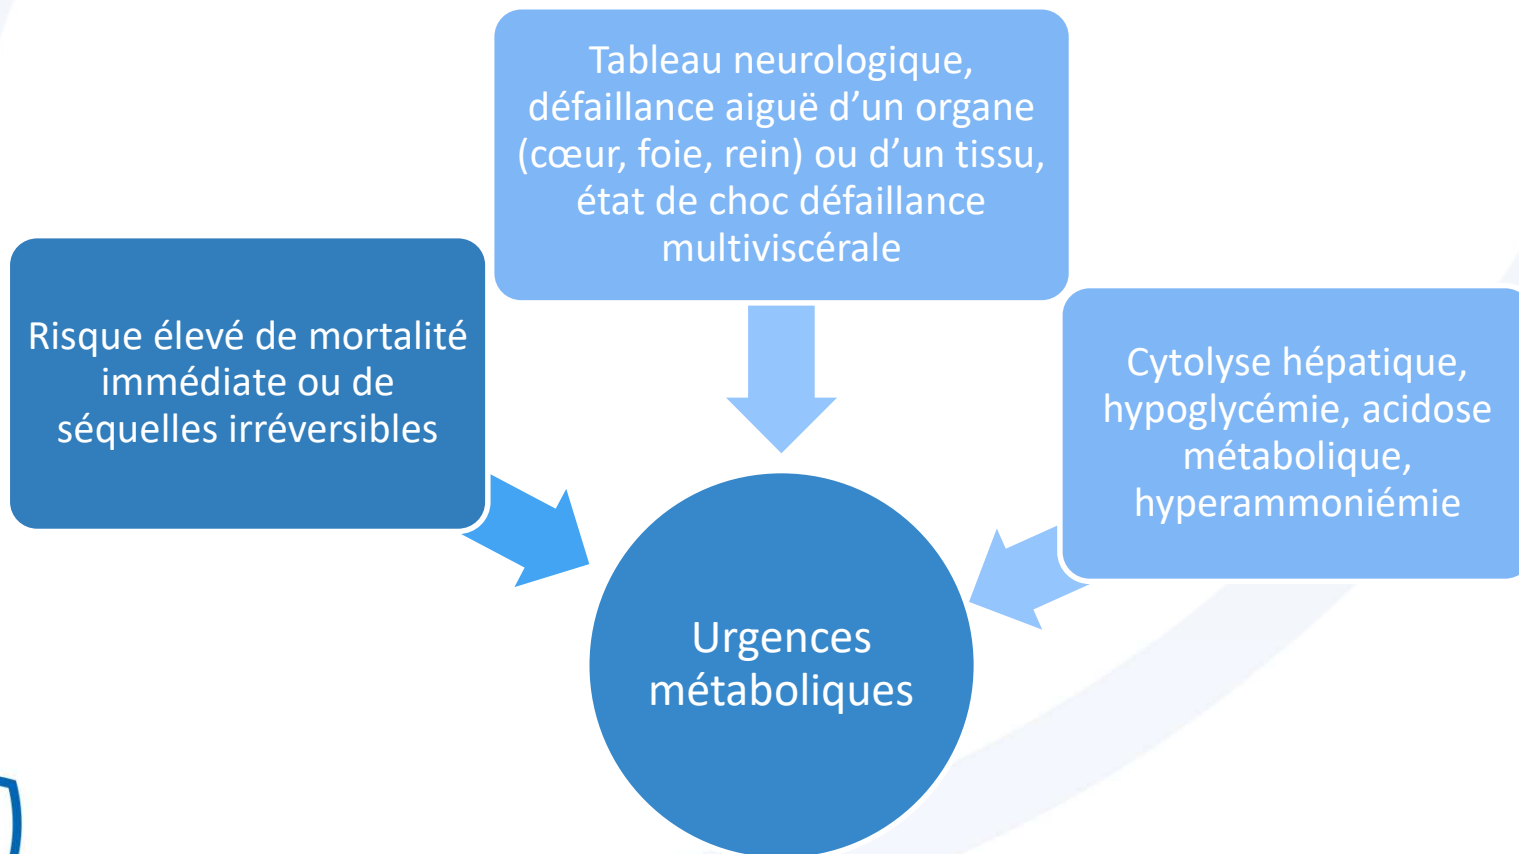 Tableau neurologique,
défaillance aiguë d’un organe
(cœur, foie, rein) ou d’un tissu,
état de choc défaillance
multiviscérale
Risque élevé de mortalité
immédiate ou de
séquelles irréversibles
Cytolyse hépatique,
hypoglycémie, acidose
métabolique,
hyperammoniémie
Urgences
métaboliques